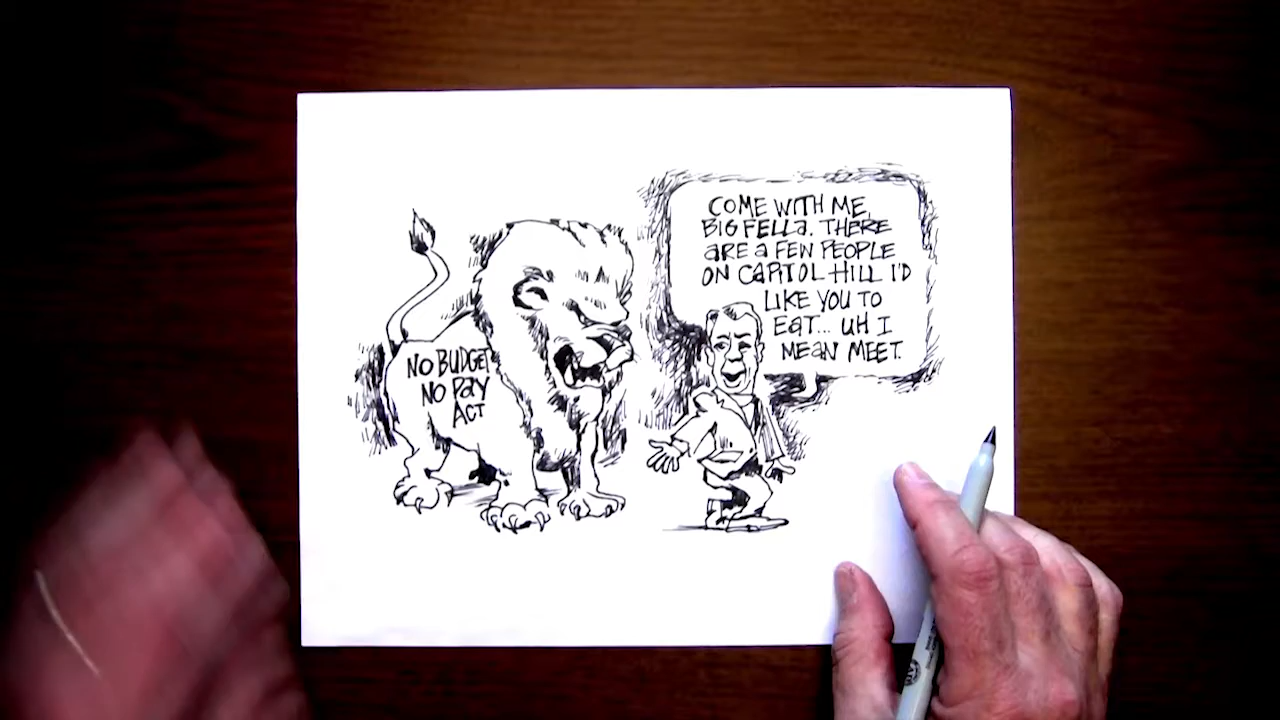 NO BUDGET
NO PAY
ACT
COME WITH ME,
BIG FELLA. THERE
ARE A FEW PEOPLE
ON CAPITOL HILL I'D
LIKE YOU TO
EAT... UH I
MEAN MEET.